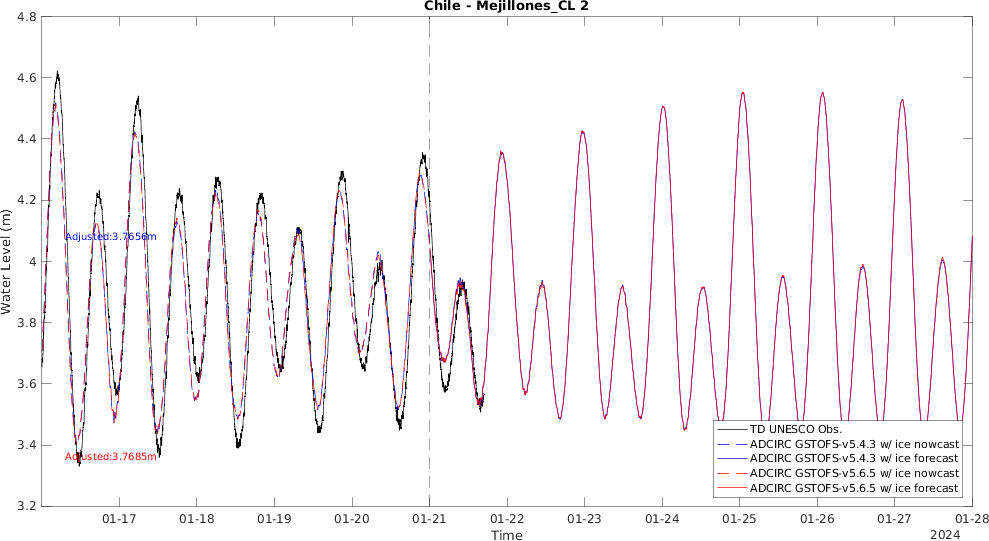 Chile - Mejillones_CL 2
4.8
4.6
4.4
4.2
4
3.8
3.6
3.4
3.2
Water Level (m)
Adjusted:3.7656m
Adjusted:3.7685m
TD UNESCO Obs.
ADCIRC GSTOFS-v5.4.3 w/ ice nowcast
ADCIRC GSTOFS-v5.4.3 w/ ice forecast
ADCIRC GSTOFS-v5.6.5 w/ ice nowcast
ADCIRC GSTOFS-v5.6.5 w/ ice forecast
01-17 01-18 01-19 01-20 01-21 01-22 01-23 01-24 01-25 01-26 01-27 01-28
Time
2024